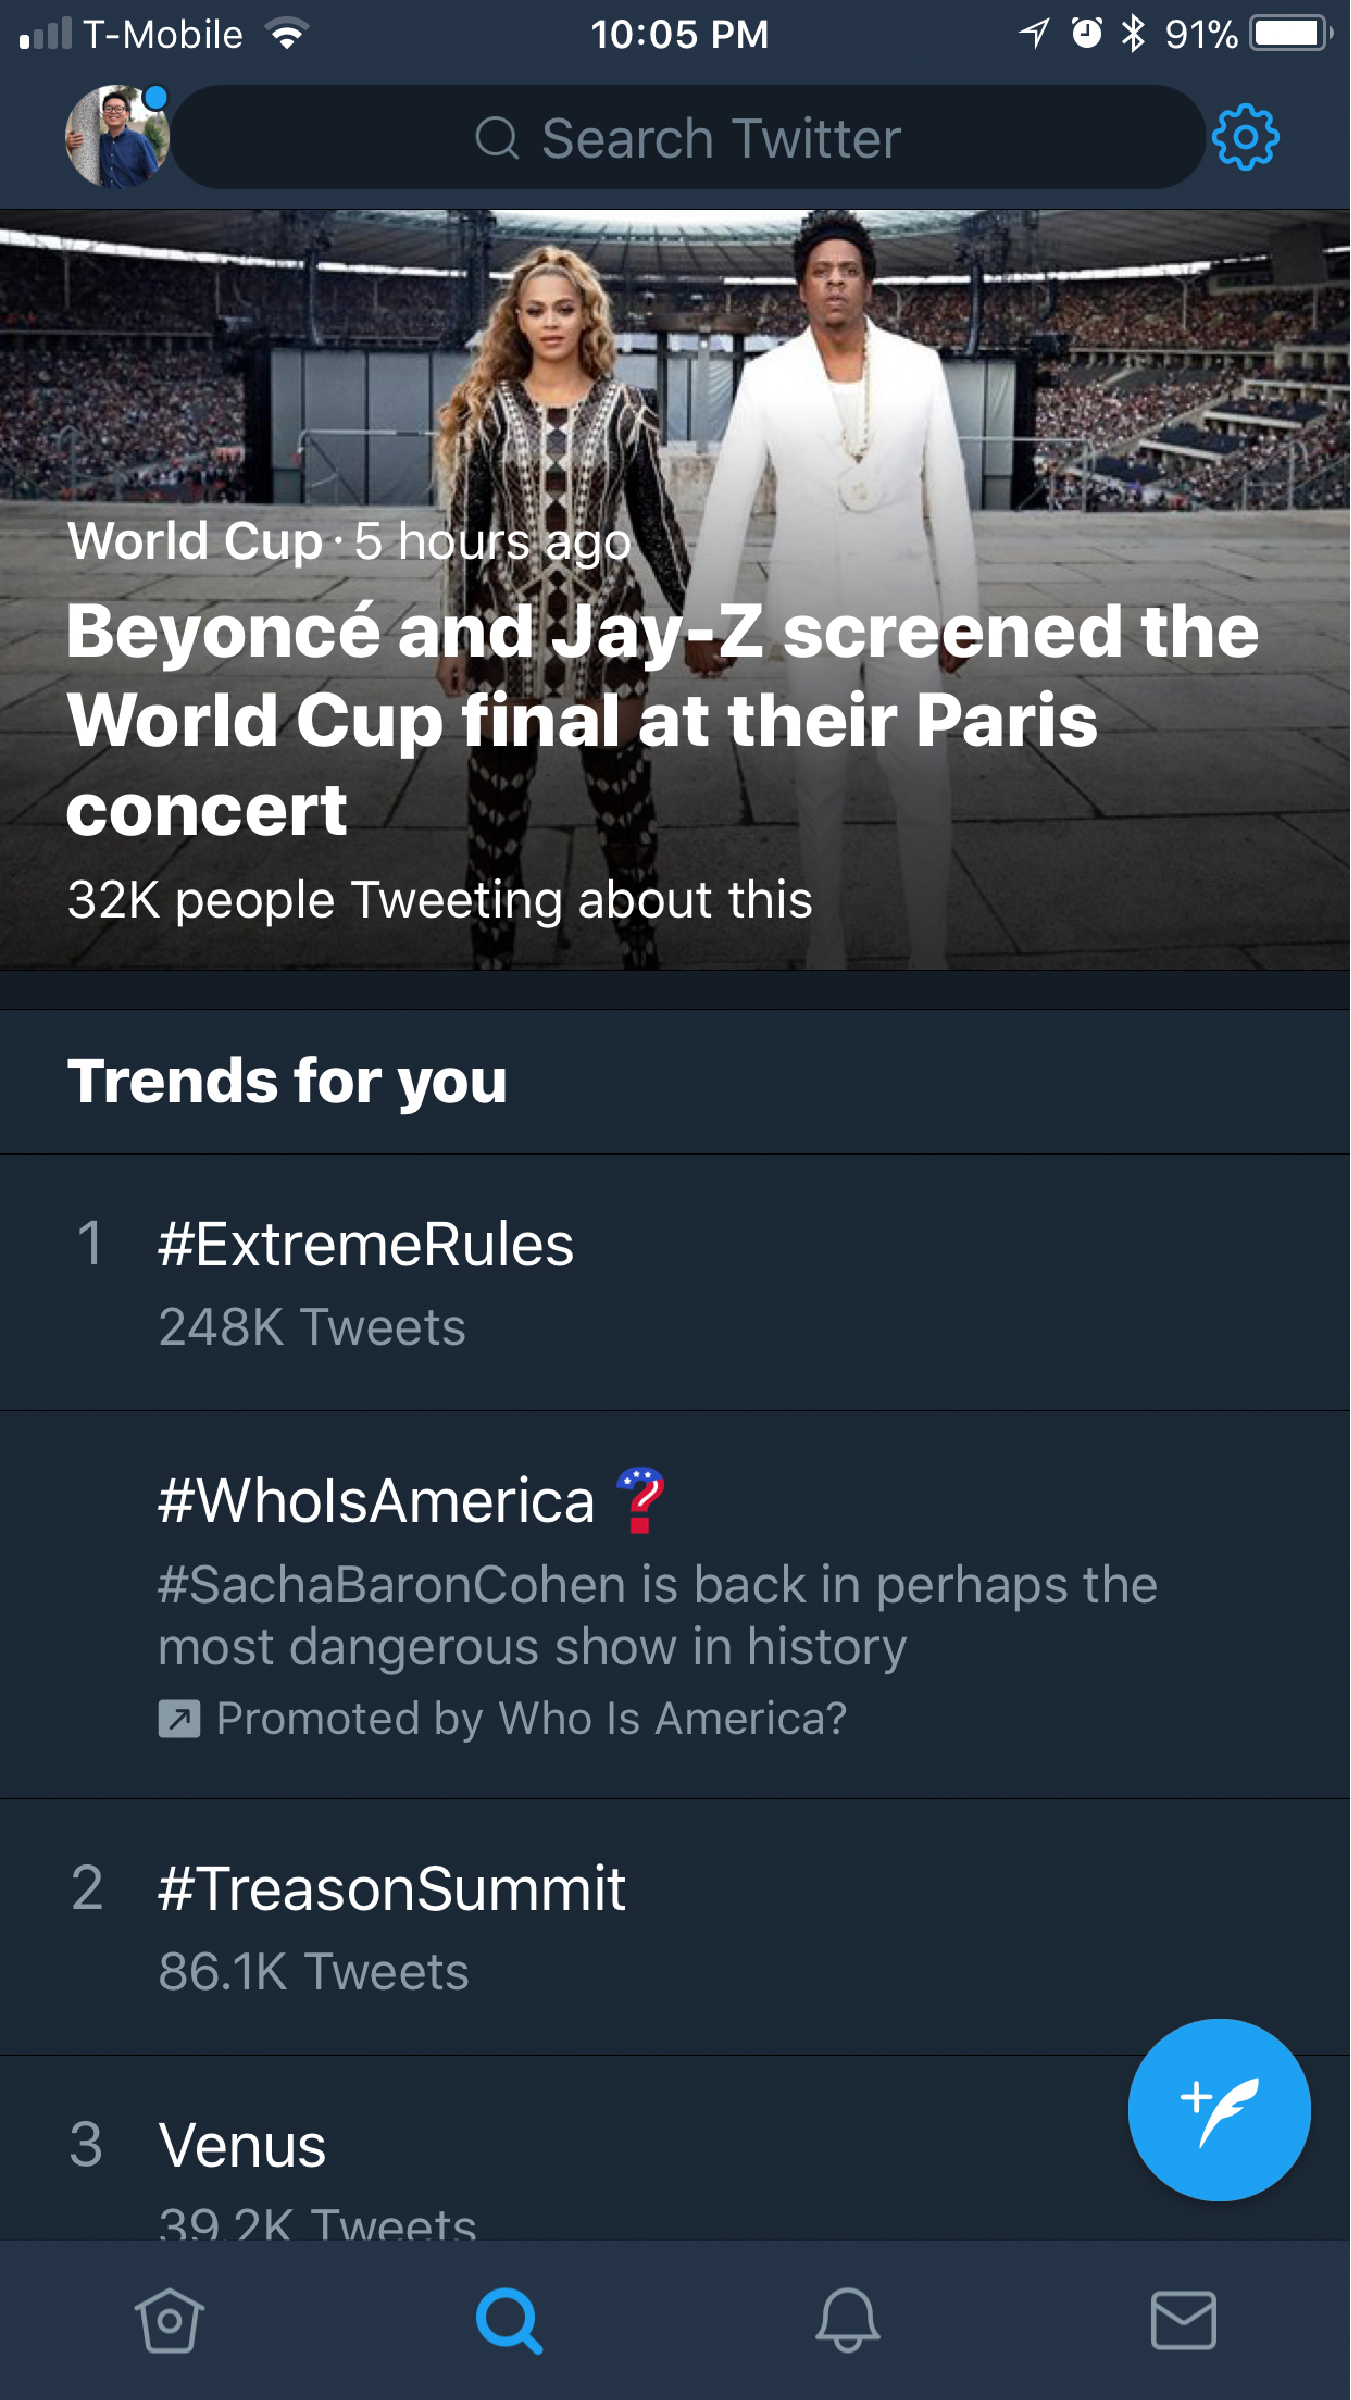 T-Mobile 10:05 PM 91%
Search Twitter
World Cup · 5 hours ago
Beyoncé and Jay-Z screened the
World Cup final at their Paris
concert
32K people Tweeting about this
Trends for you
1 #ExtremeRules
248K Tweets
#WhoIsAmerica ?
#SachaBaronCohen is back in perhaps the
most dangerous show in history
Promoted by Who Is America?
2 #TreasonSummit
86.1K Tweets
3 Venus
39.2K Tweets